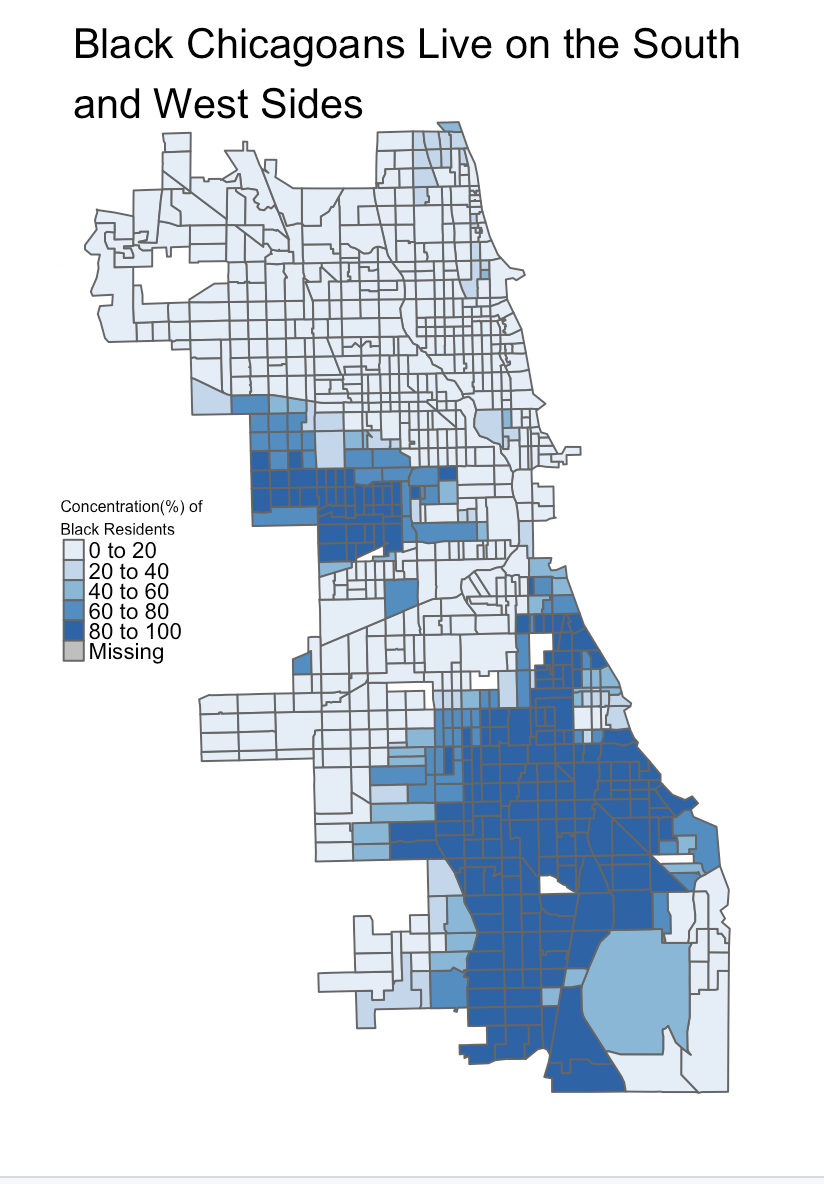 Black Chicagoans Live on the South
and West Sides
Concentration(%) of
Black Residents
0 to 20
20 to 40
40 to 60
60 to 80
80 to 100
Missing